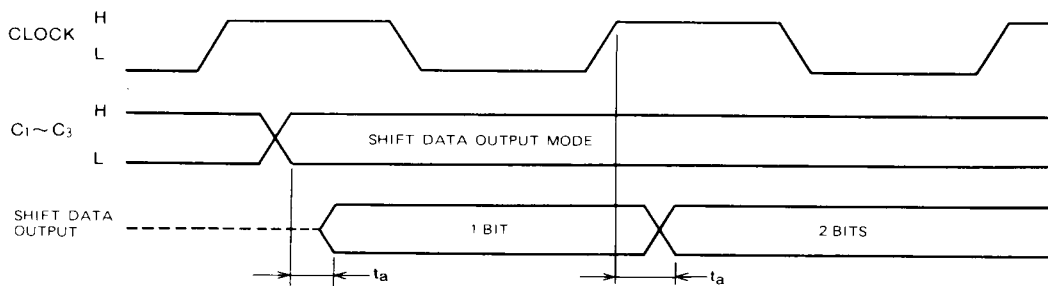 H
CLOCK
L
H
C1~C3
SHIFT DATA OUTPUT MODE
L
SHIFT DATA
OUTPUT
1 BIT
2 BITS
ta
ta